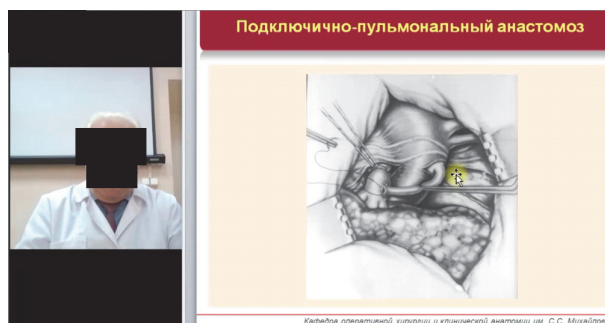 Подключично-пульмональный анастомоз
Кафедра оперативной хирургии и клинической анатомии им. С.С. Михайлов